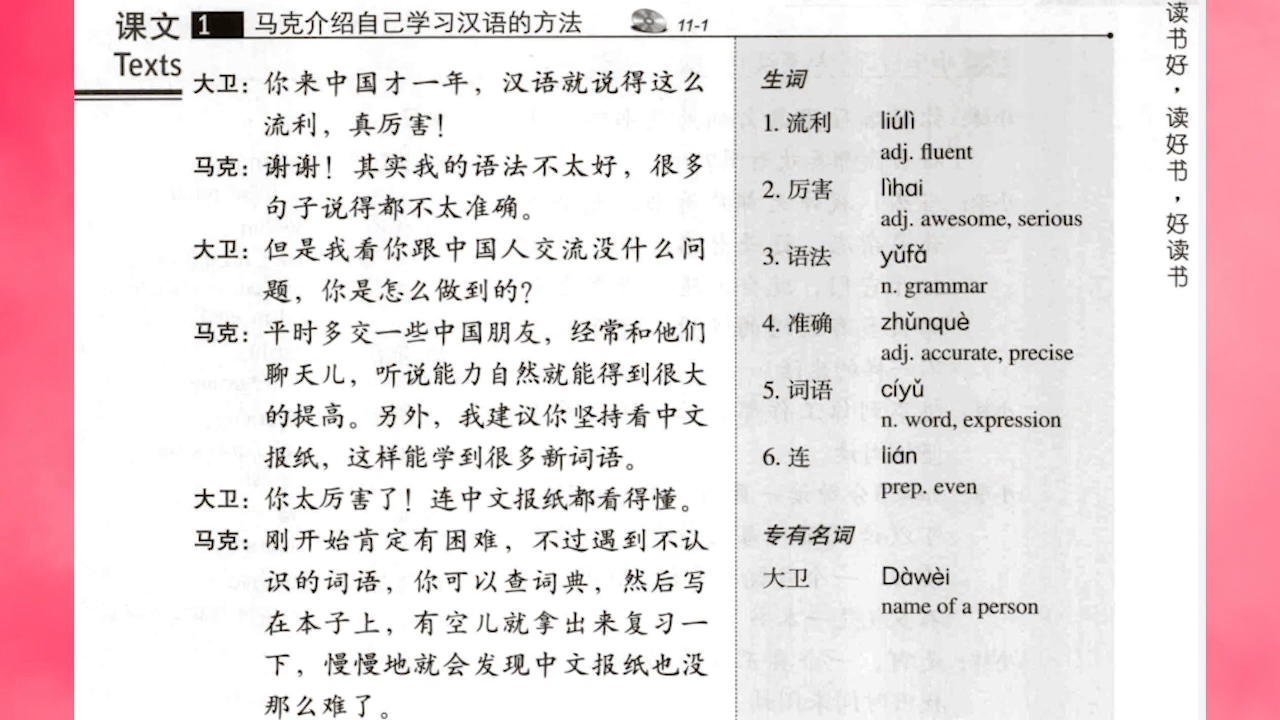 课文 1 马克介绍自己学习汉语的方法 11-1
Texts
大卫：你来中国才一年，汉语就说得这么
流利，真厉害！
马克：谢谢！其实我的语法不太好，很多
句子说得都不太准确。
大卫：但是我看你跟中国人交流没什么问
题，你是怎么做到的？
马克：平时多交一些中国朋友，经常和他们
聊天儿，听说能力自然就能得到很大
的提高。另外，我建议你坚持看中文
报纸，这样能学到很多新词语。
大卫：你太厉害了！连中文报纸都看得懂。
马克：刚开始肯定有困难，不过遇到不认
识的词语，你可以查词典，然后写
在本子上，有空儿就拿出来复习一
下，慢慢地就会发现中文报纸也没
那么难了。
生词
1. 流利 liúlì
adj. fluent
2. 厉害 lìhai
adj. awesome, serious
3. 语法 yǔfǎ
n. grammar
4. 准确 zhǔnquè
adj. accurate, precise
5. 词语 cíyǔ
n. word, expression
6. 连 lián
prep. even
专有名词
大卫 Dàwèi
name of a person
读书好，读好书，好读书